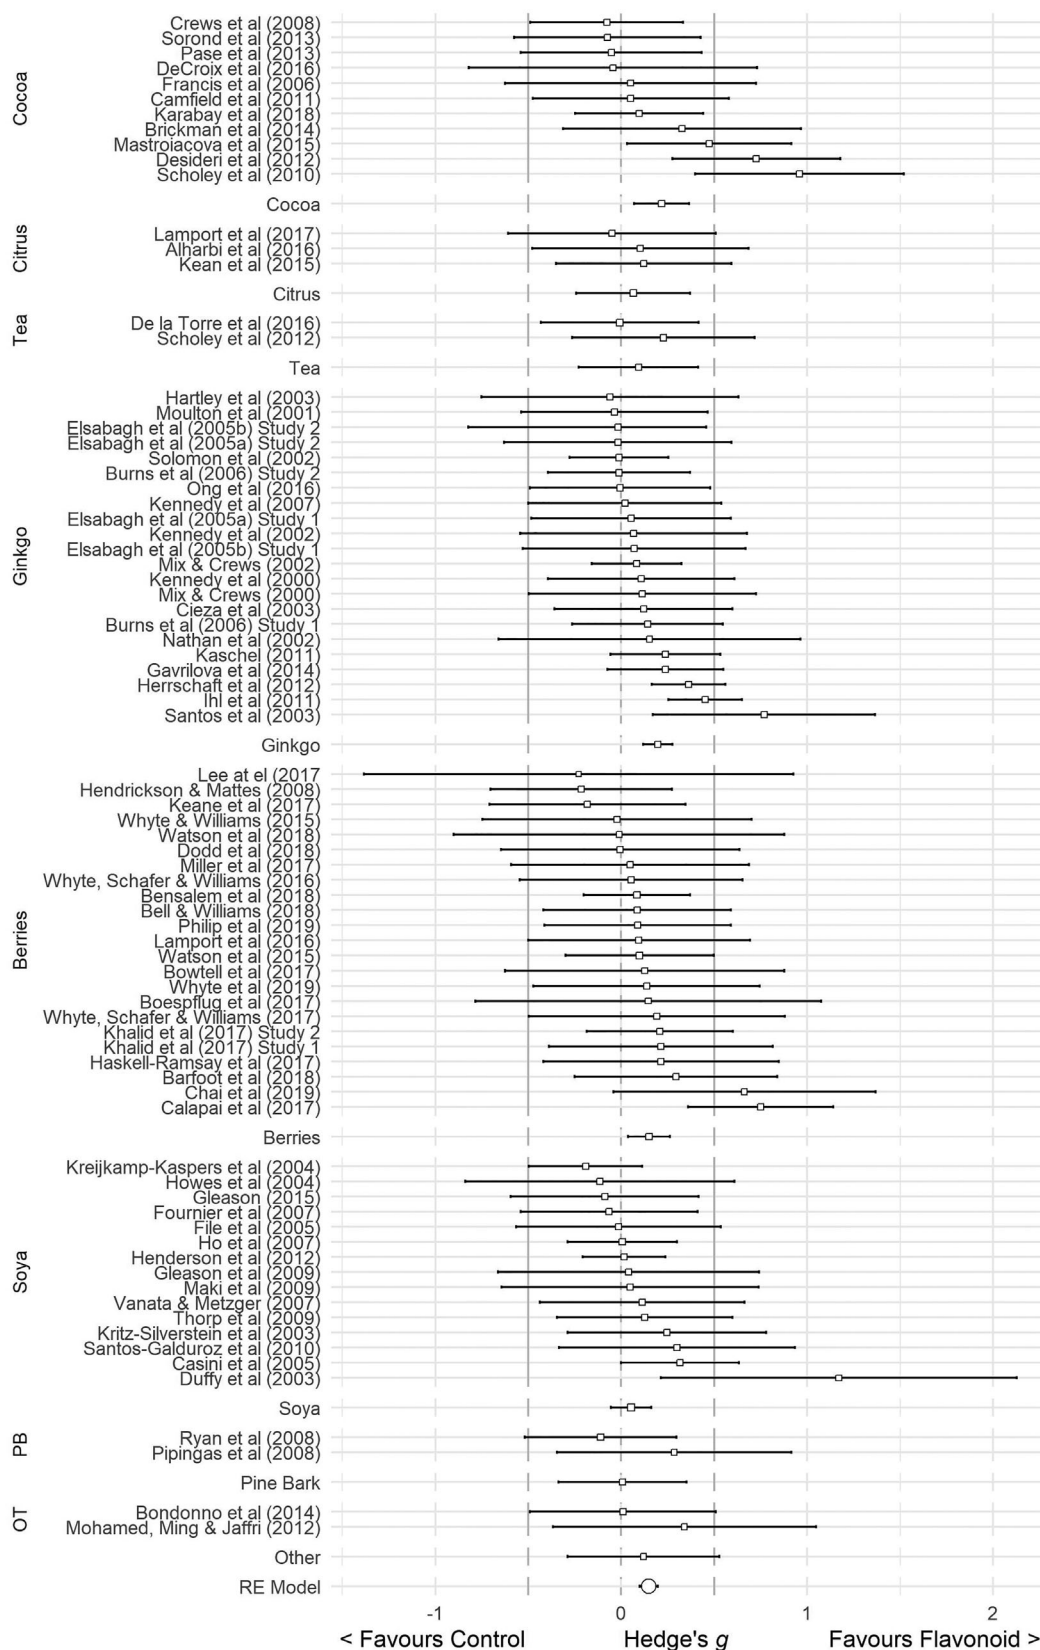 Cocoa
Crews et al (2008)
Sorond et al (2013)
Pase et al (2013)
DeCroix et al (2016)
Francis et al (2006)
Camfield et al (2011)
Karabay et al (2018)
Brickman et al (2014)
Mastroiacova et al (2015)
Desideri et al (2012)
Scholey et al (2010)
Cocoa
Citrus
Lamport et al (2017)
Alharbi et al (2016)
Kean et al (2015)
Citrus
Tea
De la Torre et al (2016)
Scholey et al (2012)
Tea
Ginkgo
Hartley et al (2003)
Moulton et al (2001)
Elsabagh et al (2005b) Study 2
Elsabagh et al (2005a) Study 2
Solomon et al (2002)
Burns et al (2006) Study 2
Ong et al (2016)
Kennedy et al (2007)
Elsabagh et al (2005a) Study 1
Kennedy et al (2002)
Elsabagh et al (2005b) Study 1
Mix & Crews (2002)
Kennedy et al (2000)
Mix & Crews (2000)
Cieza et al (2003)
Burns et al (2006) Study 1
Nathan et al (2002)
Kaschel (2011)
Gavrilova et al (2014)
Herrschaft et al (2012)
Ihl et al (2011)
Santos et al (2003)
Ginkgo
Berries
Lee at el (2017
Hendrickson & Mattes (2008)
Keane et al (2017)
Whyte & Williams (2015)
Watson et al (2018)
Dodd et al (2018)
Miller et al (2017)
Whyte, Schafer & Williams (2016)
Bensalem et al (2018)
Bell & Williams (2018)
Philip et al (2019)
Lamport et al (2016)
Watson et al (2015)
Bowtell et al (2017)
Whyte et al (2019)
Boespflug et al (2017)
Whyte, Schafer & Williams (2017)
Khalid et al (2017) Study 2
Khalid et al (2017) Study 1
Haskell-Ramsay et al (2017)
Barfoot et al (2018)
Chai et al (2019)
Calapai et al (2017)
Berries
Soya
Kreijkamp-Kaspers et al (2004)
Howes et al (2004)
Gleason (2015)
Fournier et al (2007)
File et al (2005)
Ho et al (2007)
Henderson et al (2012)
Gleason et al (2009)
Maki et al (2009)
Vanata & Metzger (2007)
Thorp et al (2009)
Kritz-Silverstein et al (2003)
Santos-Galduroz et al (2010)
Casini et al (2005)
Duffy et al (2003)
Soya
PB
Ryan et al (2008)
Pipingas et al (2008)
Pine Bark
OT
Bondonno et al (2014)
Mohamed, Ming & Jaffri (2012)
Other
RE Model
-1 0 1 2
< Favours Control Hedge's g Favours Flavonoid >